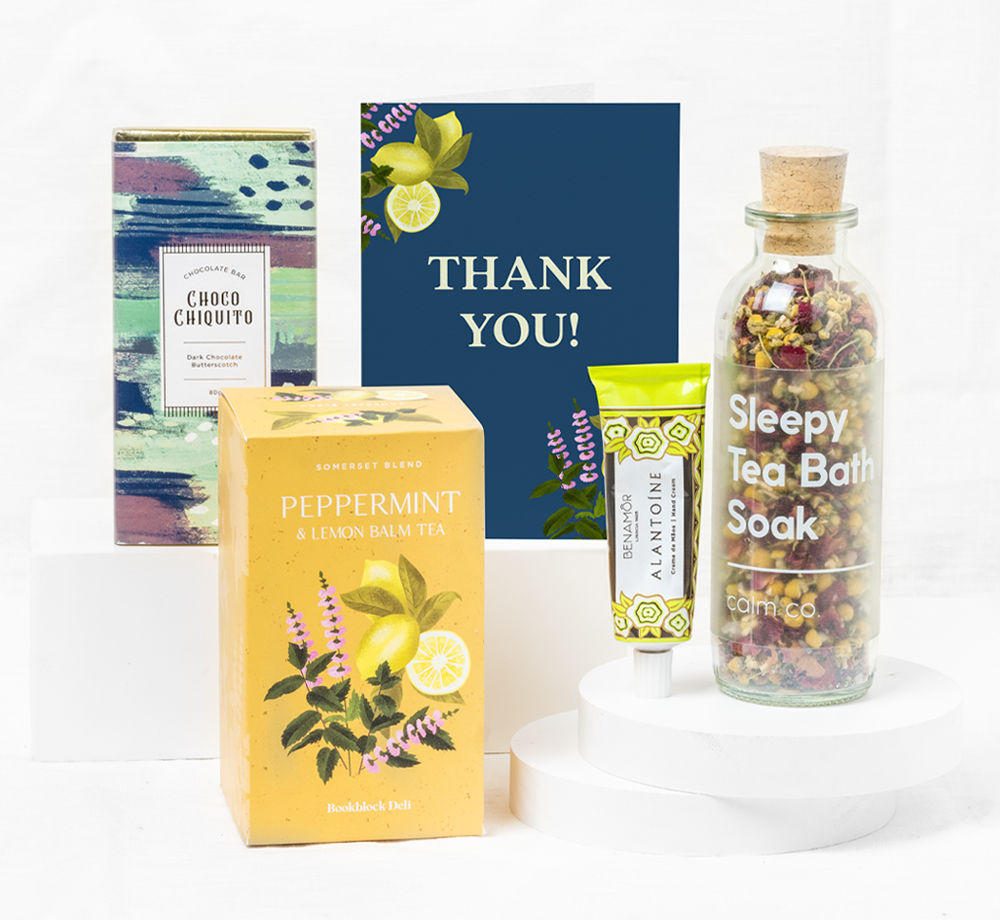 CHOCOLATE BAR
CHOCO
CHIQUITO
Dark Chocolate
Butterscotch
THANK
YOU!
SOMERSET BLEND
PEPPERMINT
& LEMON BALM TEA
Bookblock Deli
BENAMÔR
ALANTOÍNE
Creme de Mãos | Hand Cream
Sleepy
Tea Bath
Soak
calm co.